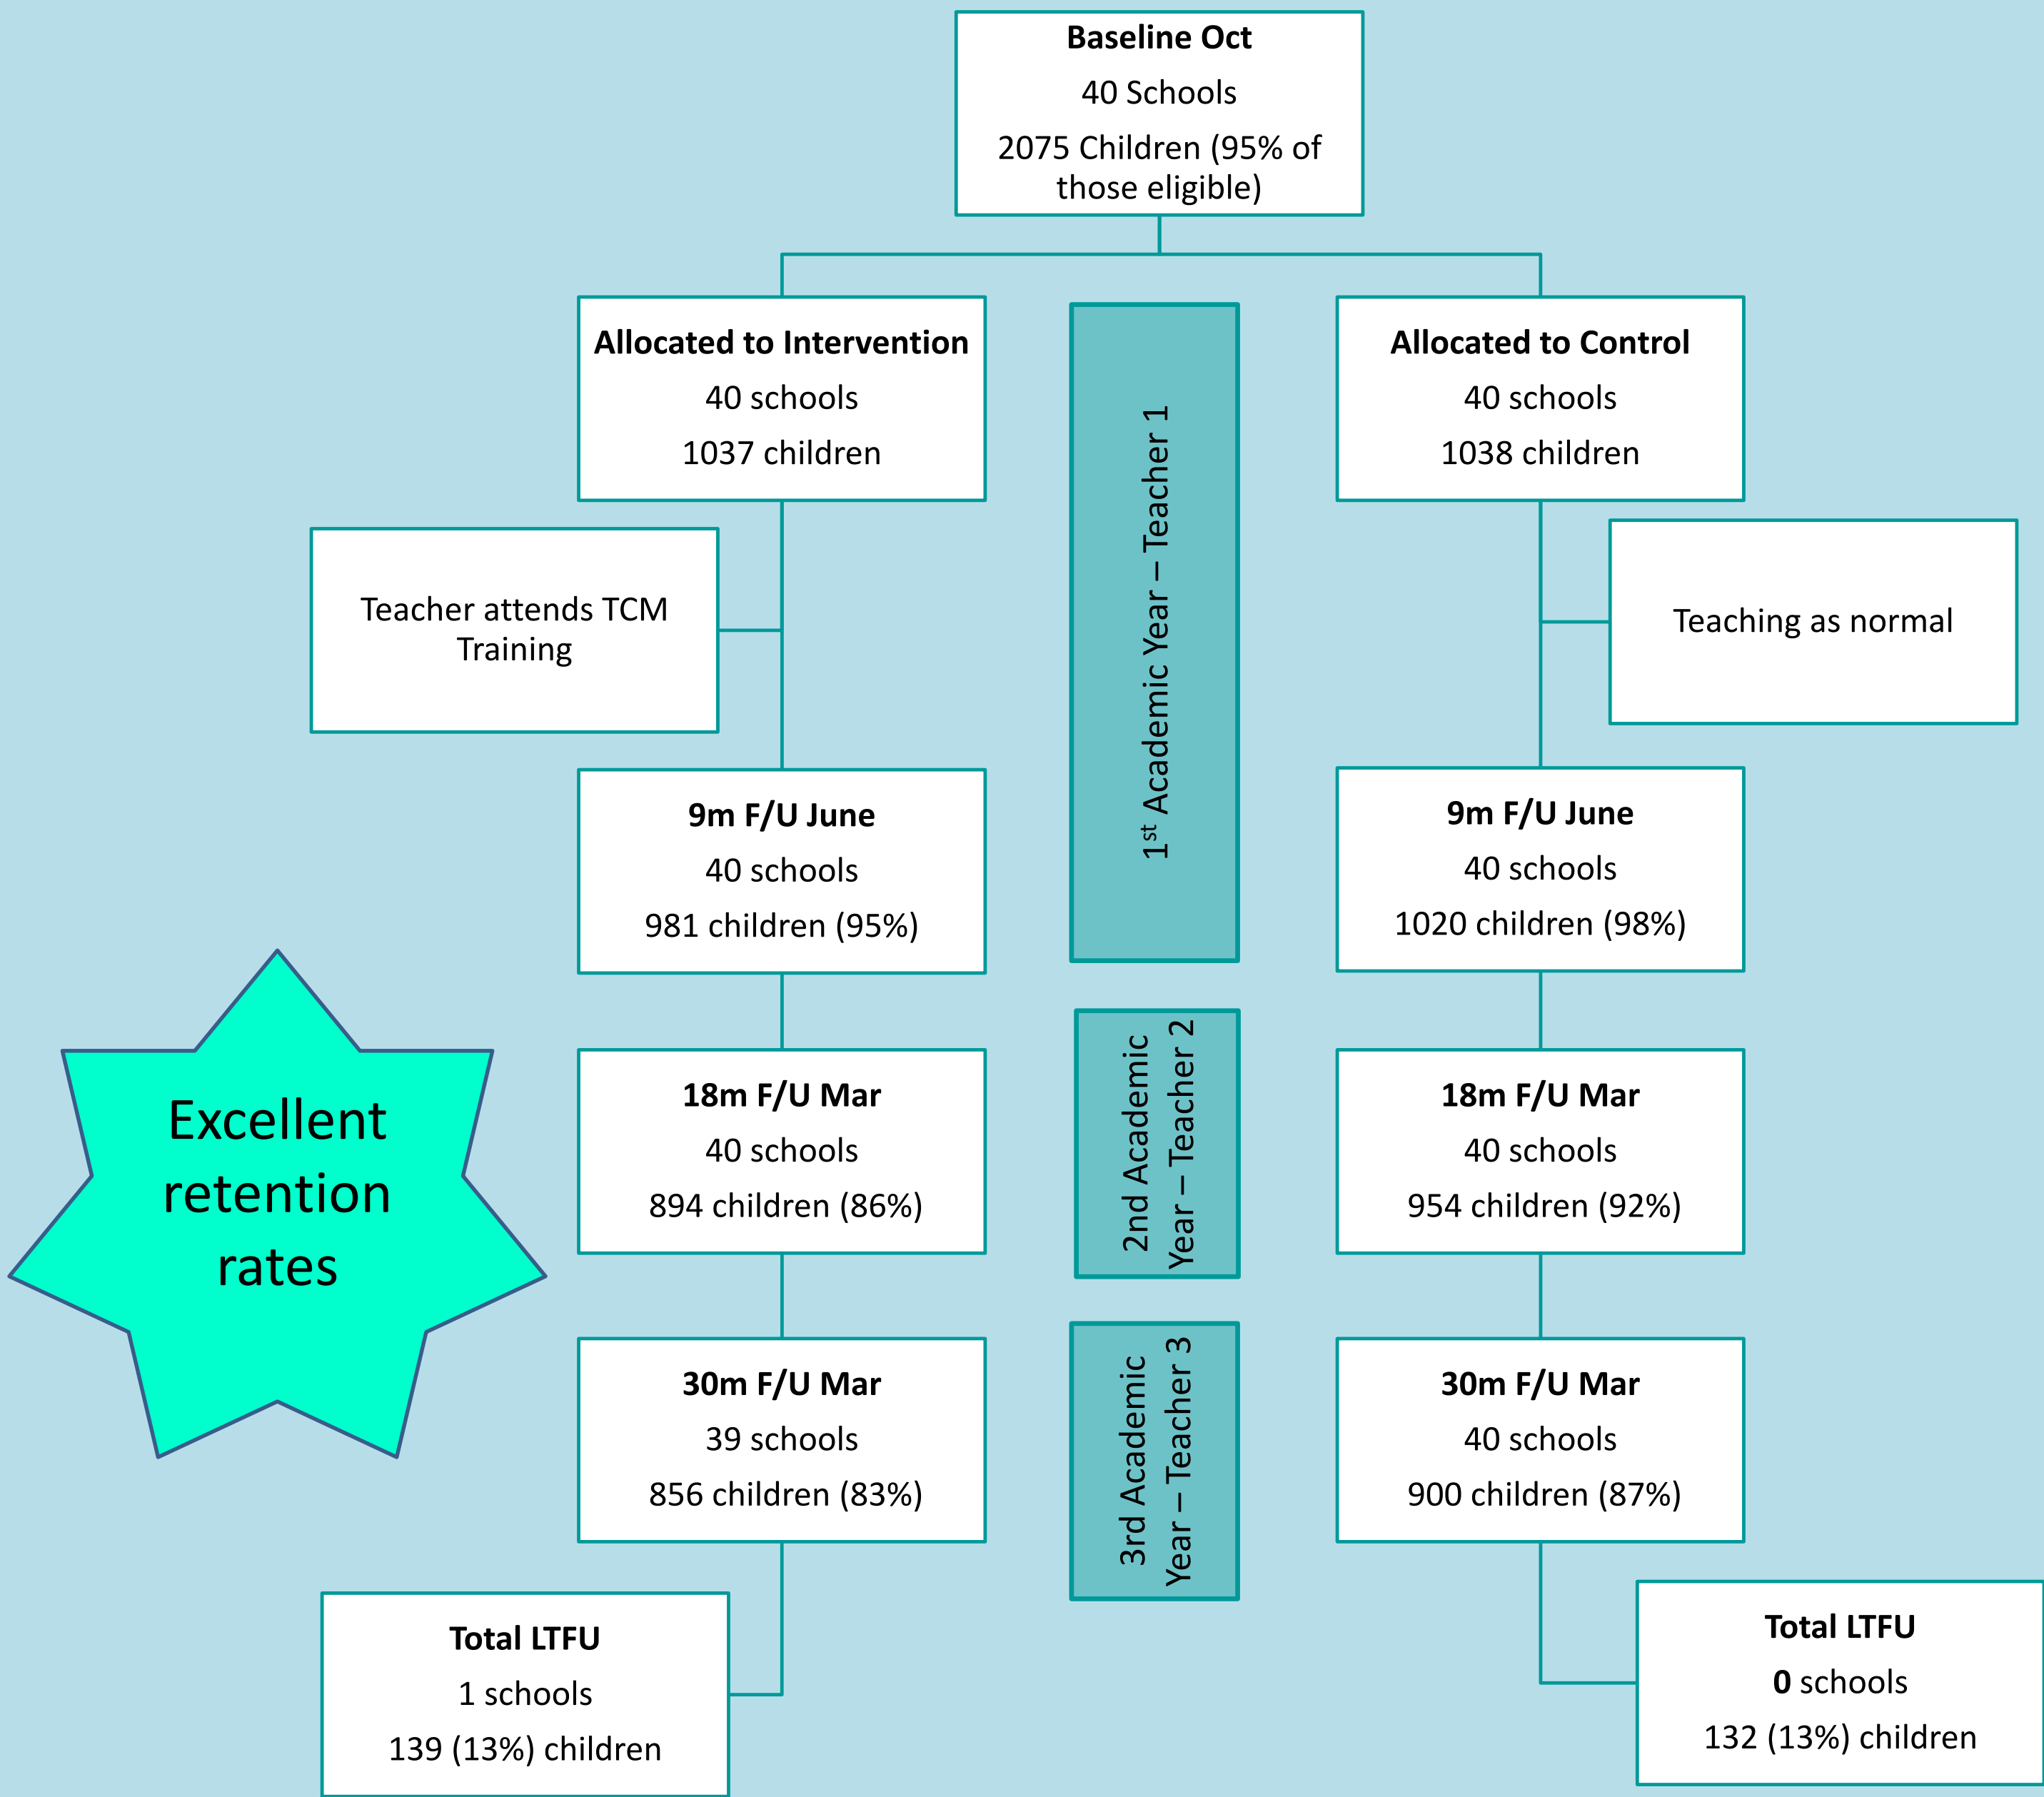 Baseline Oct
40 Schools
2075 Children (95% of
those eligible)
Allocated to Intervention
40 schools
1037 children
Allocated to Control
40 schools
1038 children
Teacher attends TCM
Training
1st Academic Year – Teacher 1
Teaching as normal
9m F/U June
40 schools
981 children (95%)
9m F/U June
40 schools
1020 children (98%)
Excellent
retention
rates
18m F/U Mar
40 schools
894 children (86%)
2nd Academic
Year – Teacher 2
18m F/U Mar
40 schools
954 children (92%)
30m F/U Mar
39 schools
856 children (83%)
3rd Academic
Year – Teacher 3
30m F/U Mar
40 schools
900 children (87%)
Total LTFU
1 schools
139 (13%) children
Total LTFU
0 schools
132 (13%) children